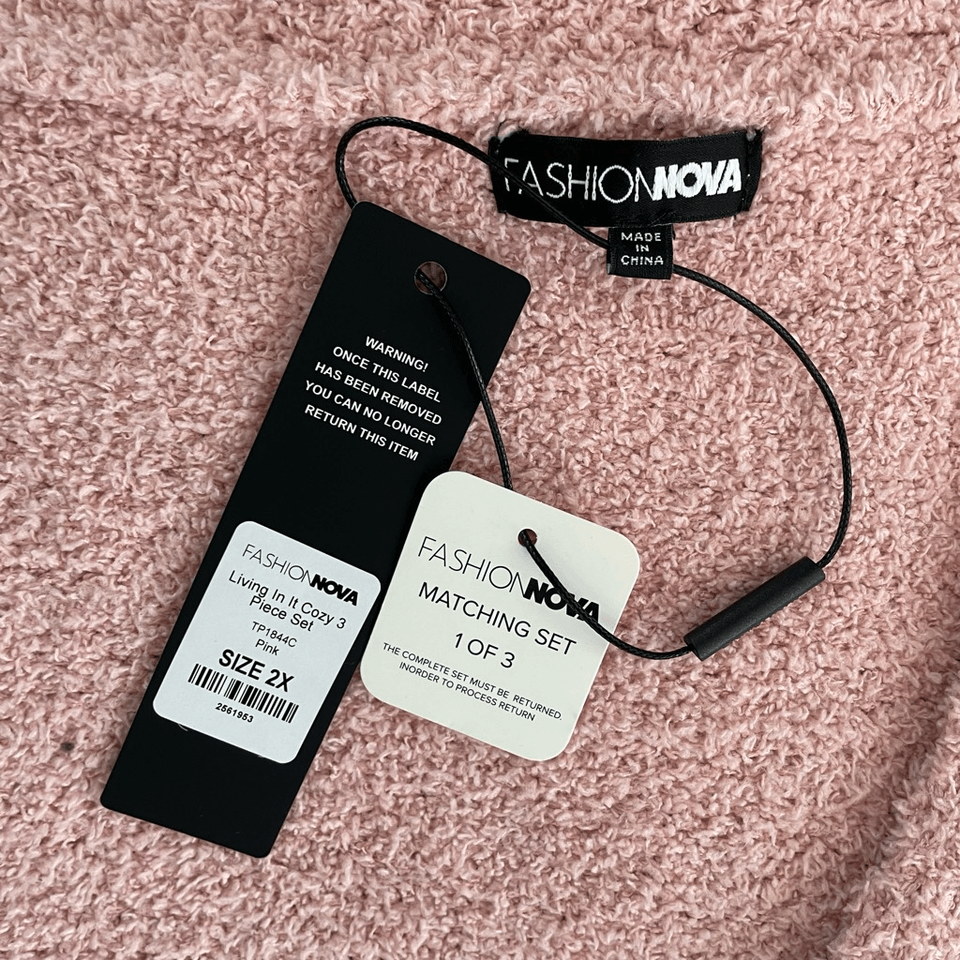 FASHIONNOVA
MADE
IN
CHINA
WARNING!
ONCE THIS LABEL
HAS BEEN REMOVED
YOU CAN NO LONGER
RETURN THIS ITEM
FASHIONNOVA
Living In It Cozy 3
Piece Set
TP1844C
Pink
SIZE 2X
2561953
FASHIONNOVA
MATCHING SET
1 OF 3
THE COMPLETE SET MUST BE RETURNED.
INORDER TO PROCESS RETURN